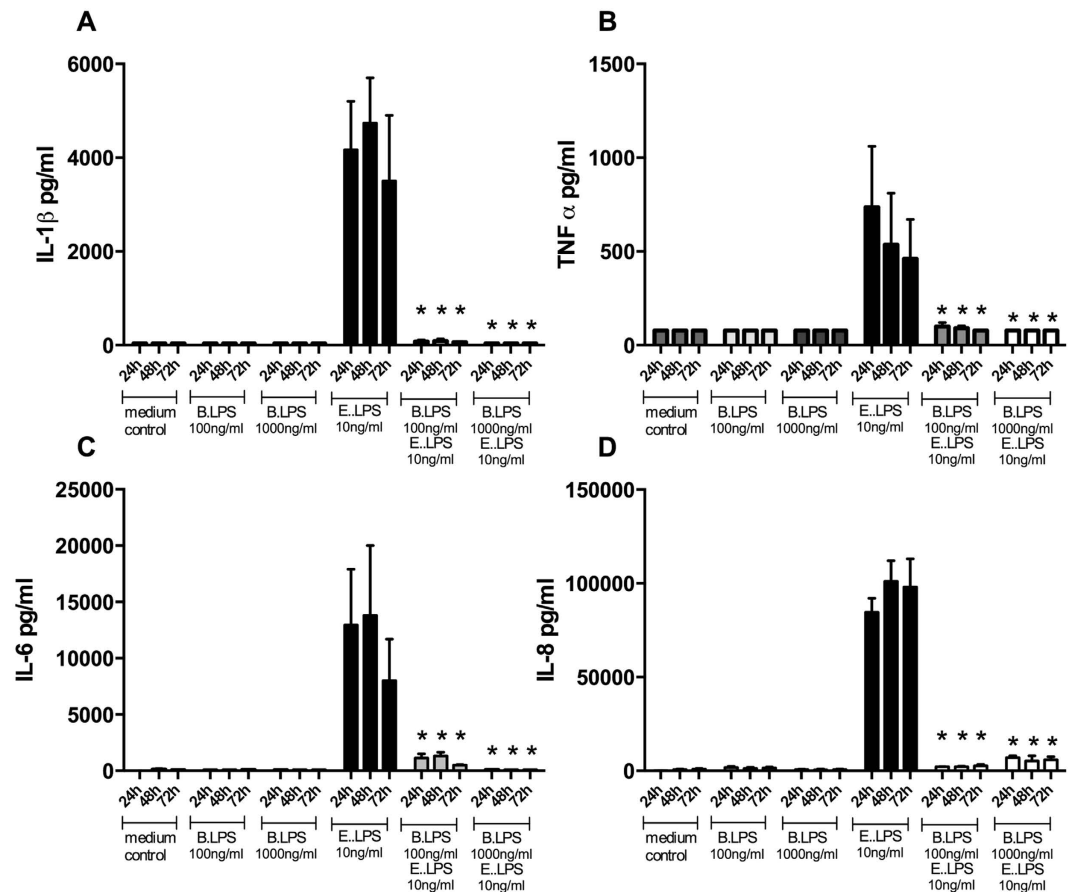 A
6000
4000
2000
0
IL-1β pg/ml
24h 48h 72h 24h 48h 72h 24h 48h 72h 24h 48h 72h 24h 48h 72h 24h 48h 72h
* * * * * *
medium control
B.LPS 100ng/ml
B.LPS 1000ng/ml
E..LPS 10ng/ml
B.LPS 100ng/ml
E..LPS 10ng/ml
B.LPS 1000ng/ml
E..LPS 10ng/ml
B
1500
1000
500
0
TNF α pg/ml
24h 48h 72h 24h 48h 72h 24h 48h 72h 24h 48h 72h 24h 48h 72h 24h 48h 72h
* * * * * *
medium control
B.LPS 100ng/ml
B.LPS 1000ng/ml
E..LPS 10ng/ml
B.LPS 100ng/ml
E..LPS 10ng/ml
B.LPS 1000ng/ml
E..LPS 10ng/ml
C
25000
20000
15000
10000
5000
0
IL-6 pg/ml
24h 48h 72h 24h 48h 72h 24h 48h 72h 24h 48h 72h 24h 48h 72h 24h 48h 72h
* * * * * *
medium control
B.LPS 100ng/ml
B.LPS 1000ng/ml
E..LPS 10ng/ml
B.LPS 100ng/ml
E..LPS 10ng/ml
B.LPS 1000ng/ml
E..LPS 10ng/ml
D
150000
100000
50000
0
IL-8 pg/ml
24h 48h 72h 24h 48h 72h 24h 48h 72h 24h 48h 72h 24h 48h 72h 24h 48h 72h
* * * * * *
medium control
B.LPS 100ng/ml
B.LPS 1000ng/ml
E..LPS 10ng/ml
B.LPS 100ng/ml
E..LPS 10ng/ml
B.LPS 1000ng/ml
E..LPS 10ng/ml